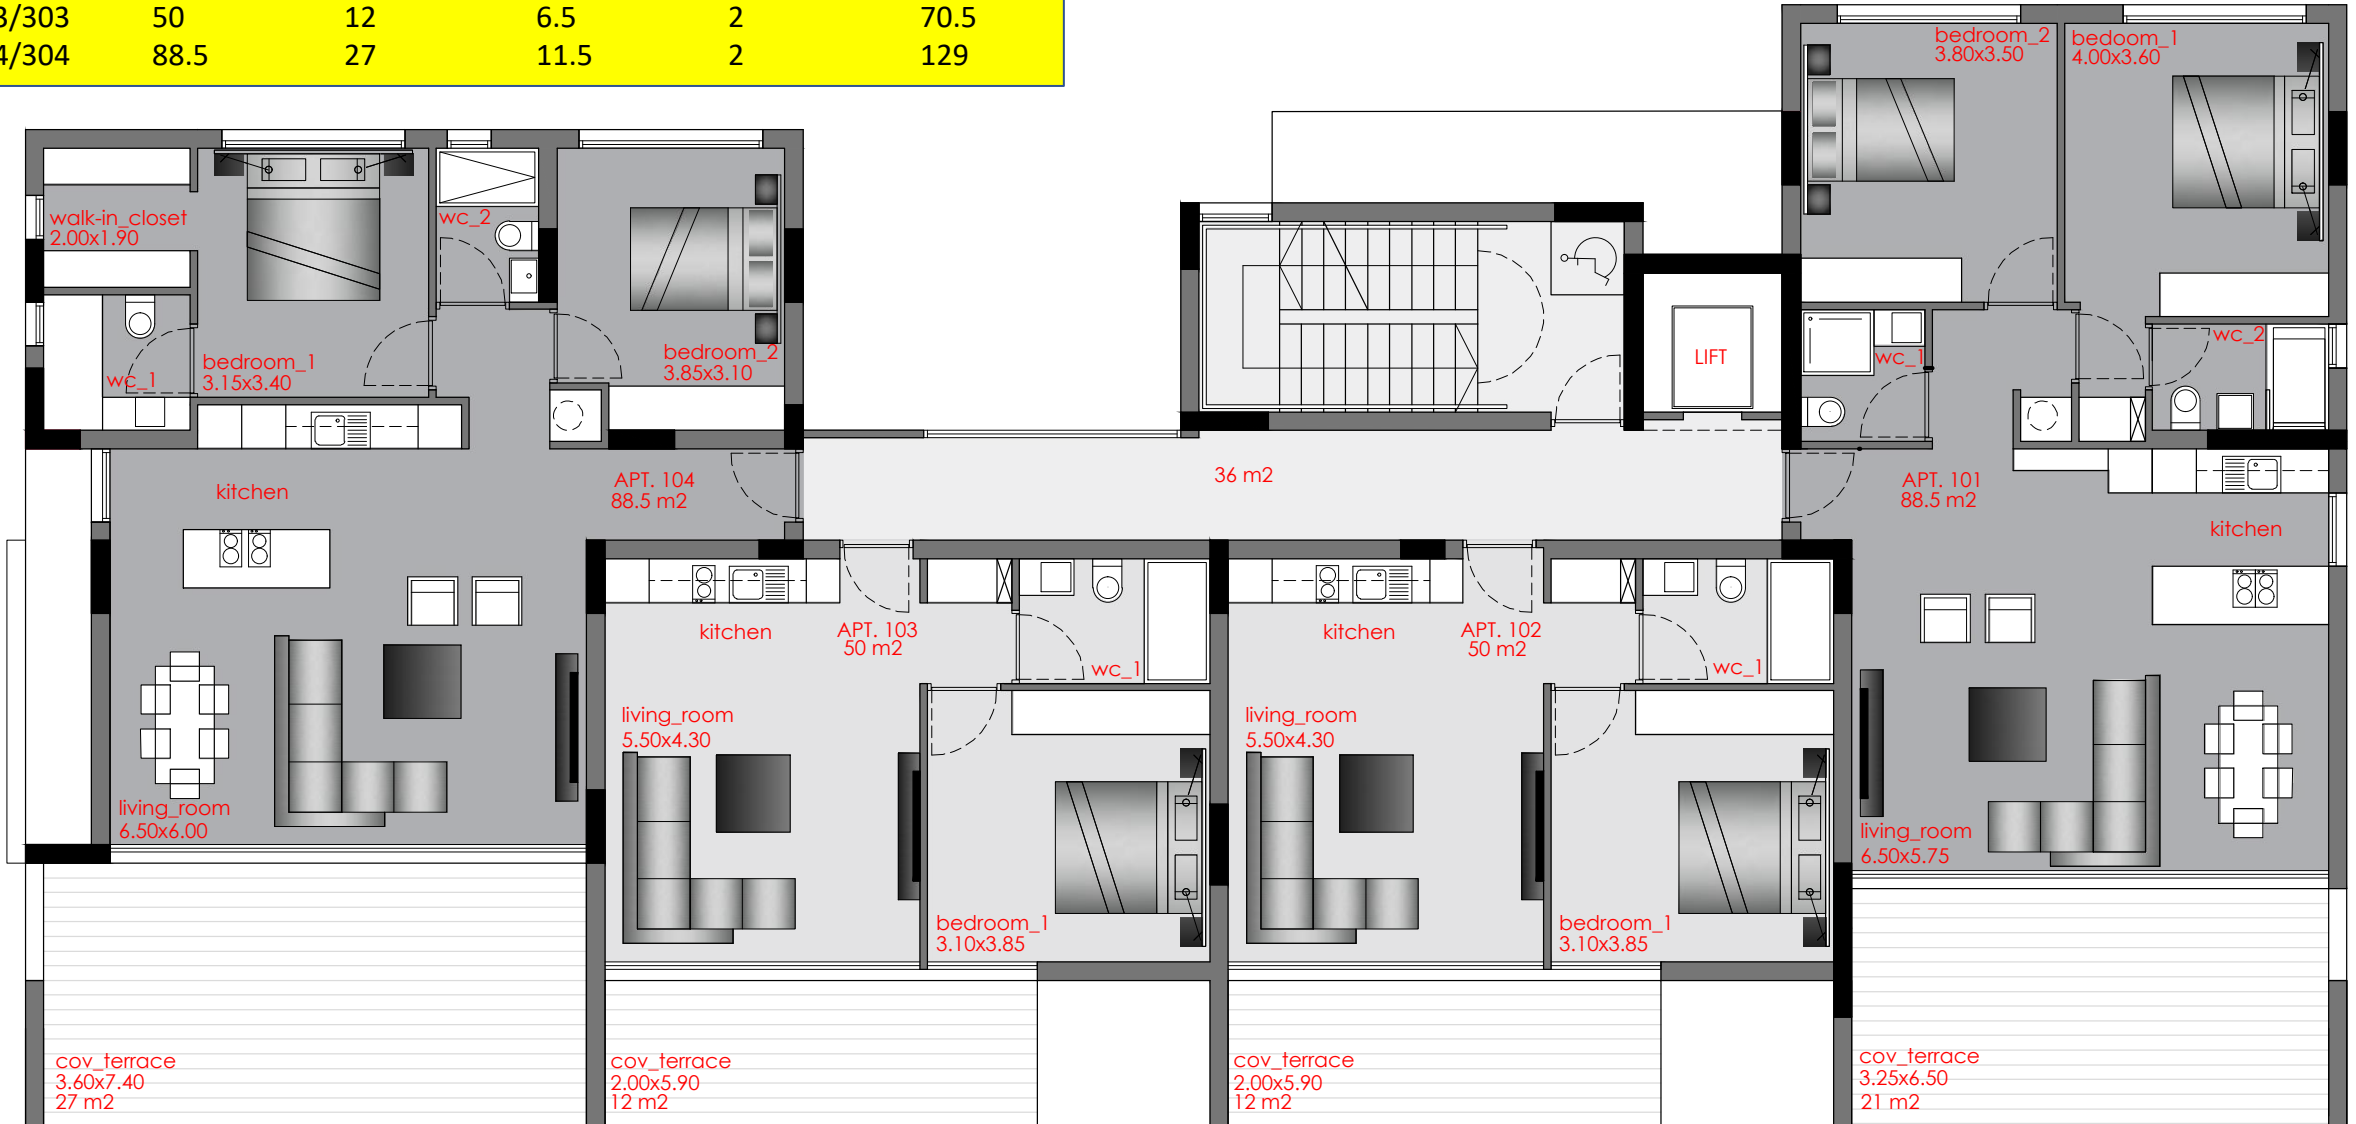 3/303 50 12 6.5 2 70.5
4/304 88.5 27 11.5 2 129
bedroom_2
3.80x3.50
bedoom_1
4.00x3.60
walk-in_closet
2.00x1.90
wc_2
bedroom_1
3.15x3.40
wc_1
bedroom_2
3.85x3.10
LIFT
wc_1
wc_2
kitchen
APT. 104
88.5 m2
36 m2
APT. 101
88.5 m2
kitchen
kitchen
APT. 103
50 m2
wc_1
kitchen
APT. 102
50 m2
wc_1
living_room
6.50x6.00
living_room
5.50x4.30
bedroom_1
3.10x3.85
living_room
5.50x4.30
bedroom_1
3.10x3.85
living_room
6.50x5.75
cov_terrace
3.60x7.40
27 m2
cov_terrace
2.00x5.90
12 m2
cov_terrace
2.00x5.90
12 m2
cov_terrace
3.25x6.50
21 m2